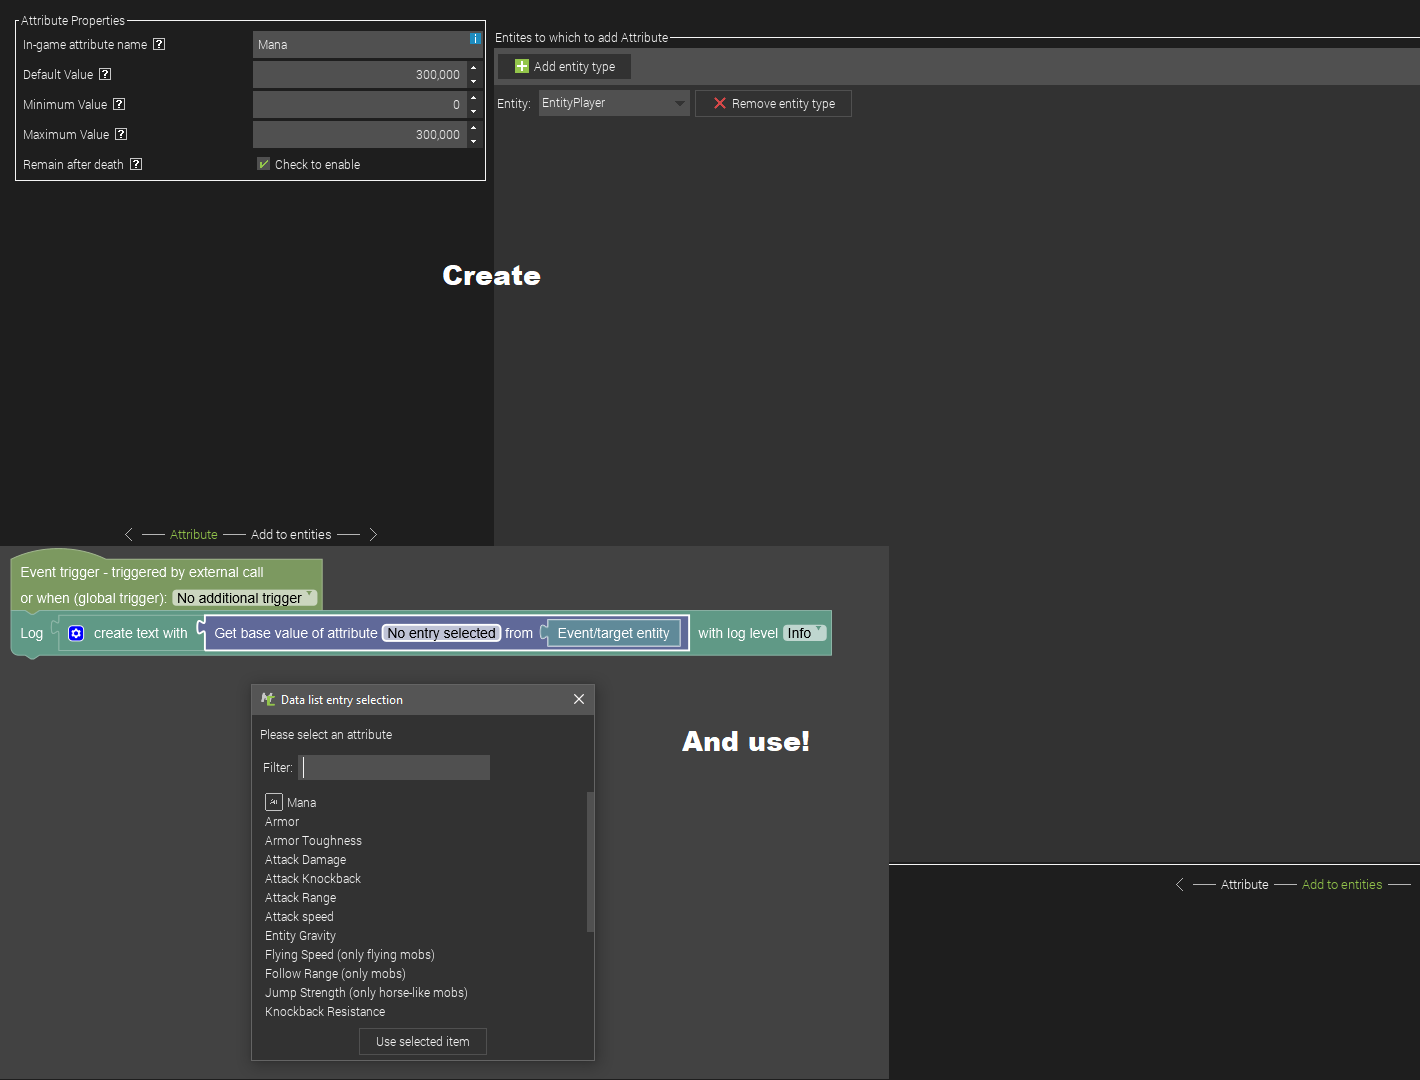 Attribute Properties
In-game attribute name ?
Mana
Default Value ?
300,000
Minimum Value ?
0
Maximum Value ?
300,000
Remain after death ?
Check to enable
Entites to which to add Attribute
Add entity type
Entity: EntityPlayer Remove entity type
Create
Attribute Add to entities
Event trigger - triggered by external call
or when (global trigger): No additional trigger
Log create text with Get base value of attribute No entry selected from Event/target entity with log level Info
Data list entry selection
Please select an attribute
Filter:
Mana
Armor
Armor Toughness
Attack Damage
Attack Knockback
Attack Range
Attack speed
Entity Gravity
Flying Speed (only flying mobs)
Follow Range (only mobs)
Jump Strength (only horse-like mobs)
Knockback Resistance
Use selected item
And use!
Attribute Add to entities